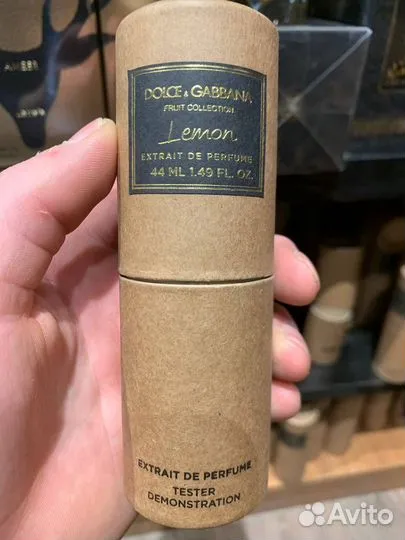 DOLCE & GABBANA
FRUIT COLLECTION
Lemon
EXTRAIT DE PERFUME
44 ML 1.49 FL. OZ.
EXTRAIT DE PERFUME
TESTER
DEMONSTRATION
Avito